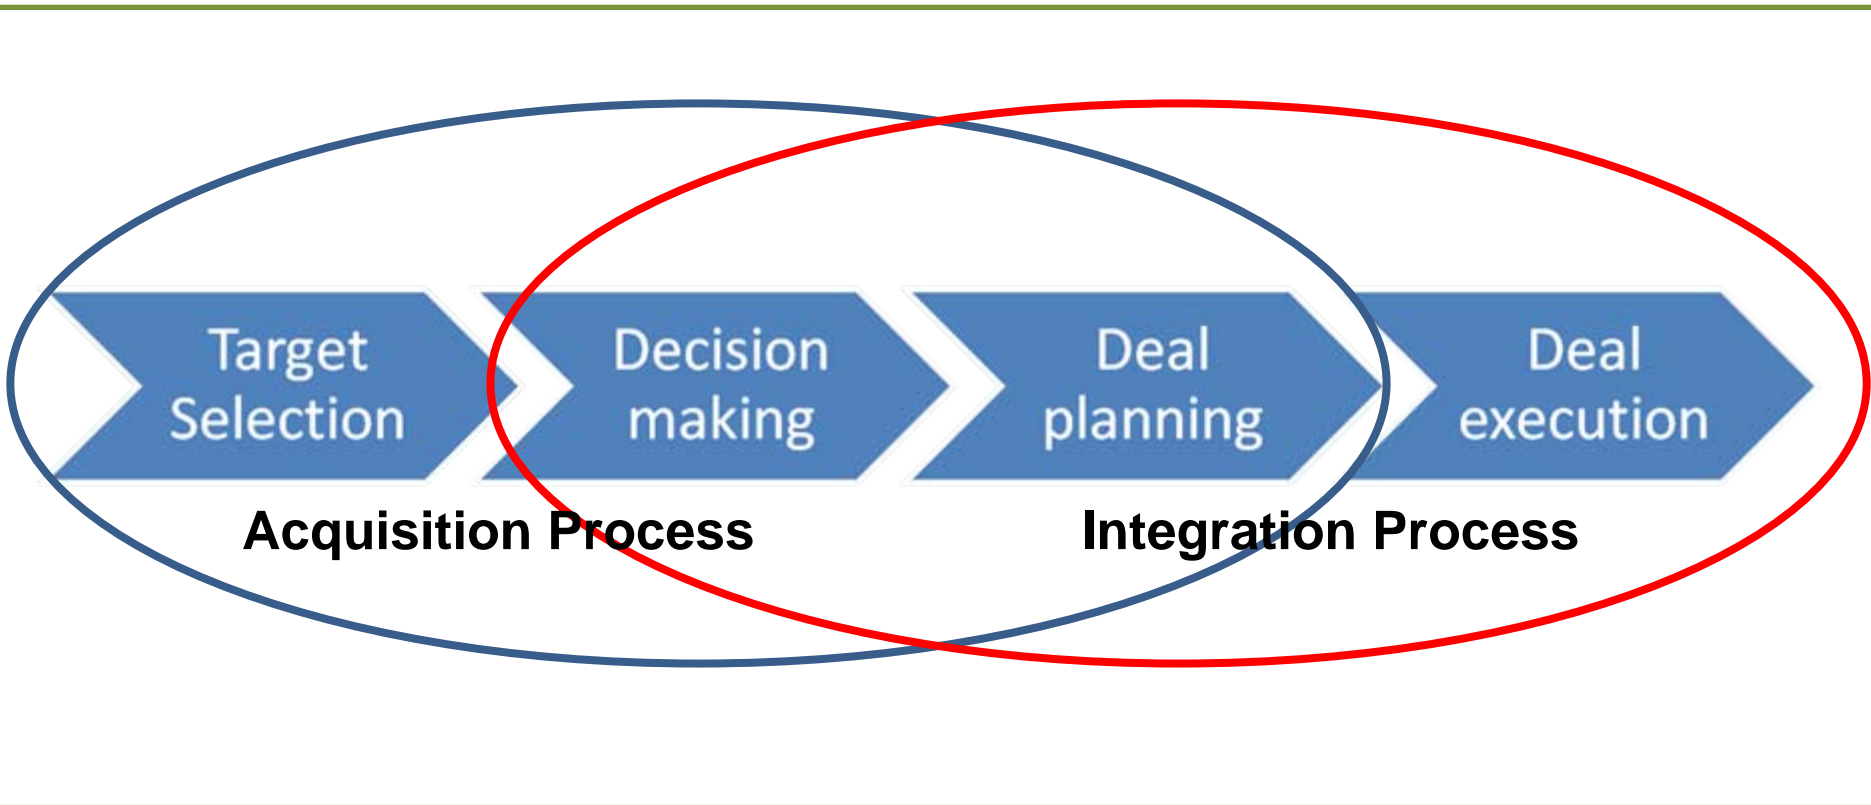 Target
Selection
Decision
making
Deal
planning
Deal
execution
Acquisition Process
Integration Process